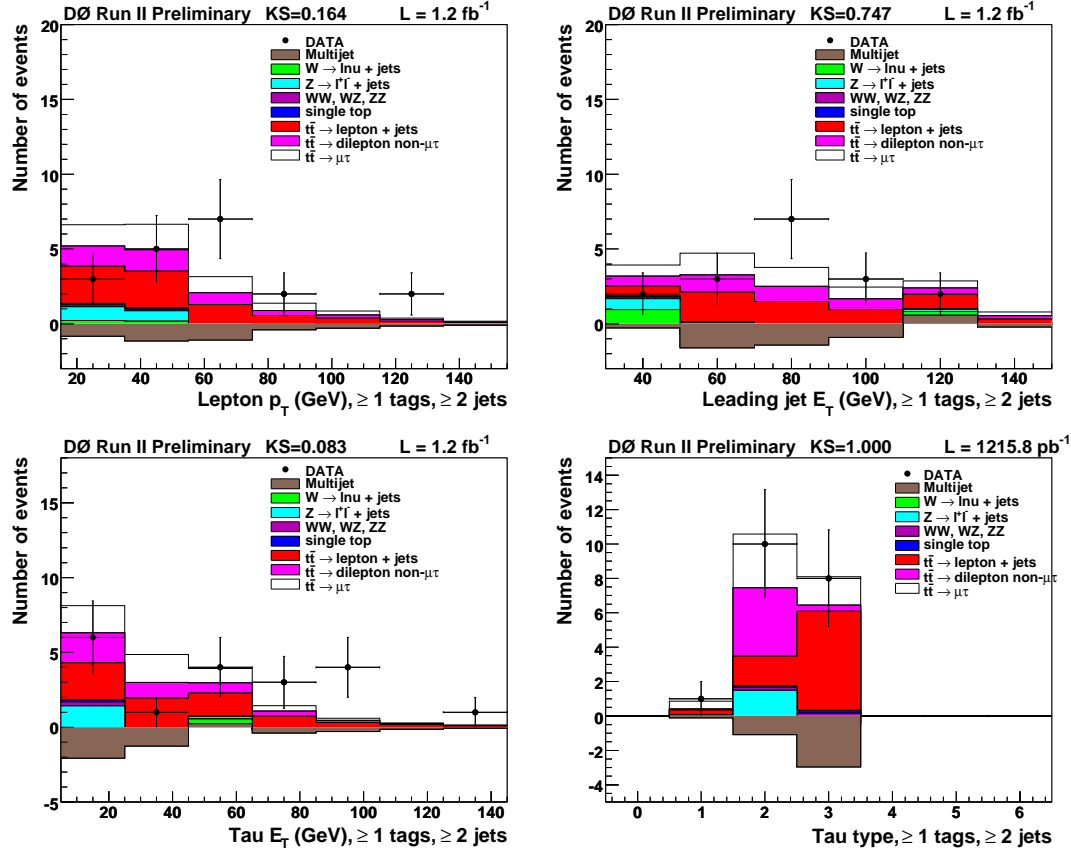 DØ Run II Preliminary KS=0.164 L = 1.2 fb⁻¹
Number of events
20
15
10
5
0
DATA
Multijet
W → lnu + jets
Z → l⁺l⁻ + jets
WW, WZ, ZZ
single top
tt̄ → lepton + jets
tt̄ → dilepton non-μτ
tt̄ → μτ
20 40 60 80 100 120 140
Lepton p_T (GeV), ≥ 1 tags, ≥ 2 jets
DØ Run II Preliminary KS=0.747 L = 1.2 fb⁻¹
Number of events
20
15
10
5
0
DATA
Multijet
W → lnu + jets
Z → l⁺l⁻ + jets
WW, WZ, ZZ
single top
tt̄ → lepton + jets
tt̄ → dilepton non-μτ
tt̄ → μτ
40 60 80 100 120 140
Leading jet E_T (GeV), ≥ 1 tags, ≥ 2 jets
DØ Run II Preliminary KS=0.083 L = 1.2 fb⁻¹
Number of events
15
10
5
0
-5
DATA
Multijet
W → lnu + jets
Z → l⁺l⁻ + jets
WW, WZ, ZZ
single top
tt̄ → lepton + jets
tt̄ → dilepton non-μτ
tt̄ → μτ
20 40 60 80 100 120 140
Tau E_T (GeV), ≥ 1 tags, ≥ 2 jets
DØ Run II Preliminary KS=1.000 L = 1215.8 pb⁻¹
Number of events
14
12
10
8
6
4
2
0
-2
-4
DATA
Multijet
W → lnu + jets
Z → l⁺l⁻ + jets
WW, WZ, ZZ
single top
tt̄ → lepton + jets
tt̄ → dilepton non-μτ
tt̄ → μτ
0 1 2 3 4 5 6
Tau type, ≥ 1 tags, ≥ 2 jets